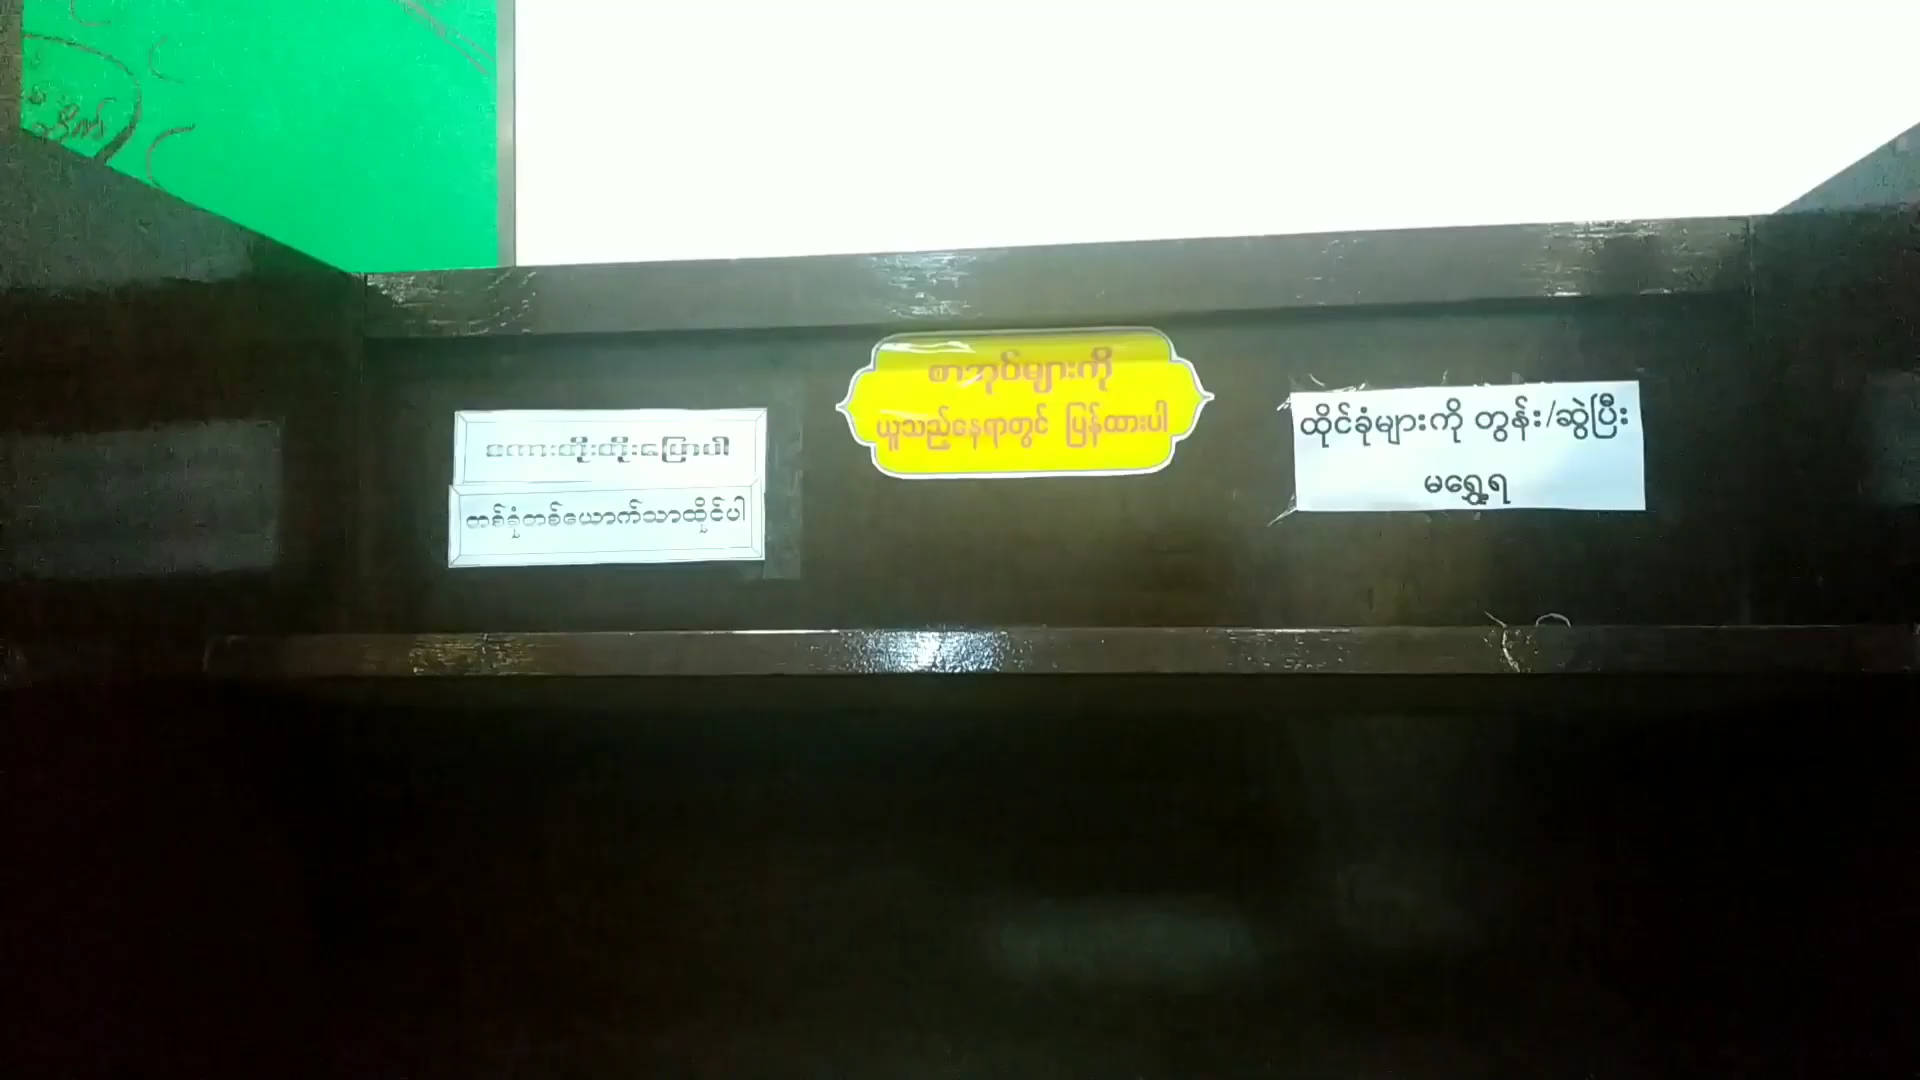 စကားတိုးတိုးပြောပါ
တစ်ခုံတစ်ယောက်သာထိုင်ပါ
စာအုပ်များကို
ယူသည့်နေရာတွင် ပြန်ထားပါ
ထိုင်ခုံများကို တွန်း/ဆွဲပြီး
မရွှေ့ရ